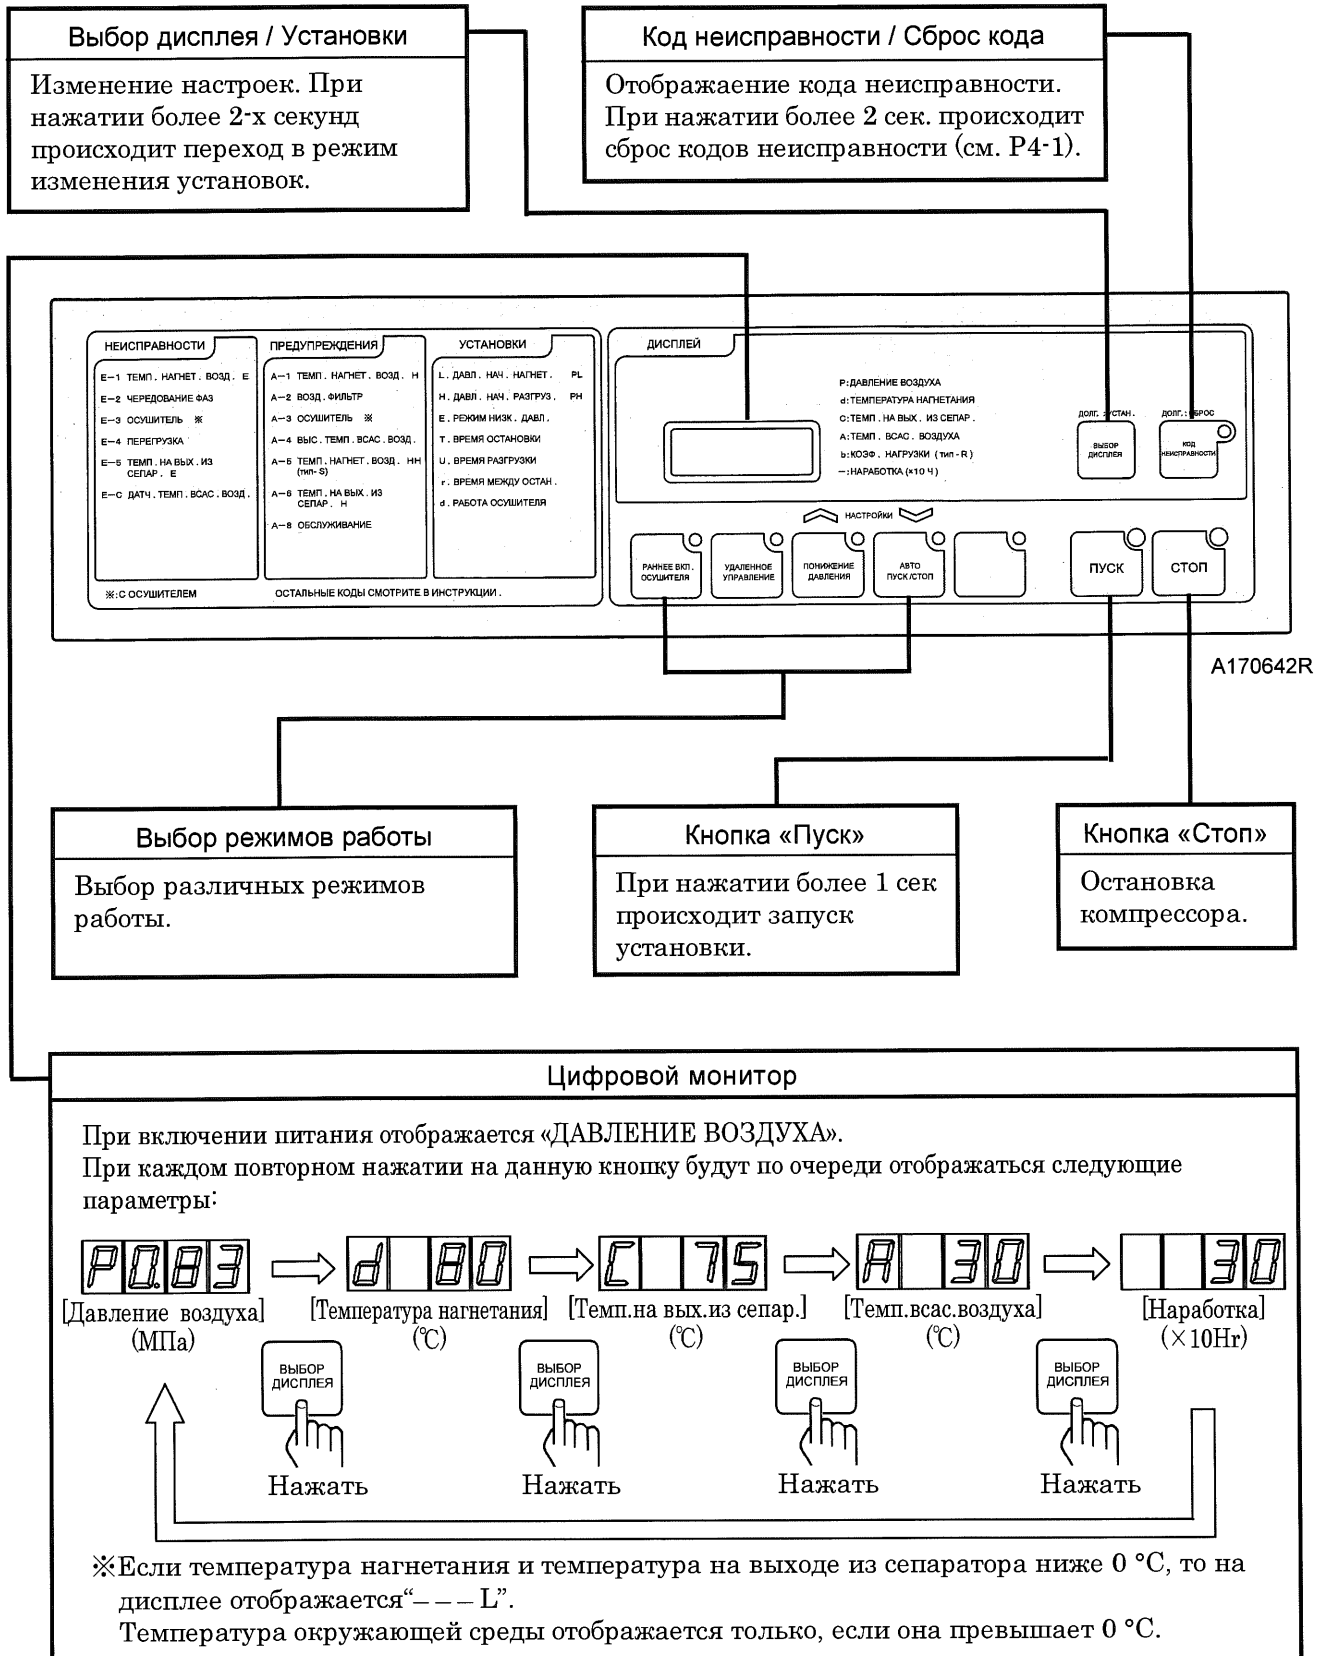 Выбор дисплея / Установки
Изменение настроек. При
нажатии более 2-х секунд
происходит переход в режим
изменения установок.
Код неисправности / Сброс кода
Отображаение кода неисправности.
При нажатии более 2 сек. происходит
сброс кодов неисправности (см. P4-1).
НЕИСПРАВНОСТИ
E-1 ТЕМП. НАГНЕТ. ВОЗД. E
E-2 ЧЕРЕДОВАНИЕ ФАЗ
E-3 ОСУШИТЕЛЬ ※
E-4 ПЕРЕГРУЗКА
E-5 ТЕМП. НА ВЫХ. ИЗ
СЕПАР. E
E-C ДАТЧ. ТЕМП. ВСАС. ВОЗД.
※:С ОСУШИТЕЛЕМ
ПРЕДУПРЕЖДЕНИЯ
A-1 ТЕМП. НАГНЕТ. ВОЗД. H
A-2 ВОЗД. ФИЛЬТР
A-3 ОСУШИТЕЛЬ ※
A-4 ВЫС. ТЕМП. ВСАС. ВОЗД.
A-5 ТЕМП. НАГНЕТ. ВОЗД. HH
(тип-S)
A-6 ТЕМП. НА ВЫХ. ИЗ
СЕПАР. H
A-8 ОБСЛУЖИВАНИЕ
ОСТАЛЬНЫЕ КОДЫ СМОТРИТЕ В ИНСТРУКЦИИ.
УСТАНОВКИ
L. ДАВЛ. НАЧ. НАГНЕТ. PL
H. ДАВЛ. НАЧ. РАЗГРУЗ. PH
E. РЕЖИМ НИЗК. ДАВЛ.
T. ВРЕМЯ ОСТАНОВКИ
U. ВРЕМЯ РАЗГРУЗКИ
r. ВРЕМЯ МЕЖДУ ОСТАН.
d. РАБОТА ОСУШИТЕЛЯ
ДИСПЛЕЙ
P:ДАВЛЕНИЕ ВОЗДУХА
d:ТЕМПЕРАТУРА НАГНЕТАНИЯ
C:ТЕМП. НА ВЫХ. ИЗ СЕПАР.
A:ТЕМП. ВСАС. ВОЗДУХА
b:КОЭФ. НАГРУЗКИ (тип-R)
-:НАРАБОТКА (×10 Ч)
ДОЛГ.:УСТАН.
ВЫБОР
ДИСПЛЕЯ
ДОЛГ.: СБРОС
КОД
НЕИСПРАВНОСТИ
НАСТРОЙКИ
РАННЕЕ ВКЛ.
ОСУШИТЕЛЯ
УДАЛЕННОЕ
УПРАВЛЕНИЕ
ПОНИЖЕНИЕ
ДАВЛЕНИЯ
АВТО
ПУСК/СТОП
ПУСК
СТОП
A170642R
Выбор режимов работы
Выбор различных режимов
работы.
Кнопка «Пуск»
При нажатии более 1 сек
происходит запуск
установки.
Кнопка «Стоп»
Остановка
компрессора.
Цифровой монитор
При включении питания отображается «ДАВЛЕНИЕ ВОЗДУХА».
При каждом повторном нажатии на данную кнопку будут по очереди отображаться следующие
параметры:
P0.83
[Давление воздуха]
(МПа)
d 80
[Температура нагнетания]
(℃)
C 75
[Темп.на вых.из сепар.]
(℃)
A 30
[Темп.всас.воздуха]
(℃)
30
[Наработка]
(×10Hr)
ВЫБОР
ДИСПЛЕЯ
Нажать
ВЫБОР
ДИСПЛЕЯ
Нажать
ВЫБОР
ДИСПЛЕЯ
Нажать
ВЫБОР
ДИСПЛЕЯ
Нажать
※Если температура нагнетания и температура на выходе из сепаратора ниже 0 °C, то на
дисплее отображается“– – – L”.
Температура окружающей среды отображается только, если она превышает 0 °C.